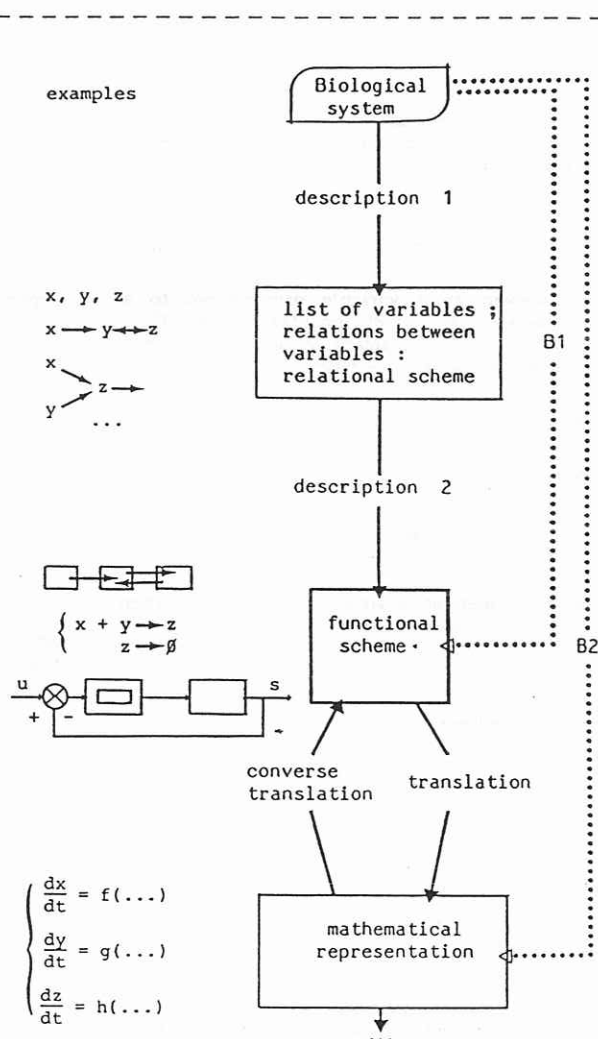 examples
Biological
system
description 1
x, y, z
x → y ↔ z
x
y
z →
...
list of variables ;
relations between
variables :
relational scheme
B1
description 2
{ x + y → z
z → ∅
functional
scheme
B2
u
+
−
s
converse
translation
translation
dx/dt = f(...)
dy/dt = g(...)
dz/dt = h(...)
mathematical
representation